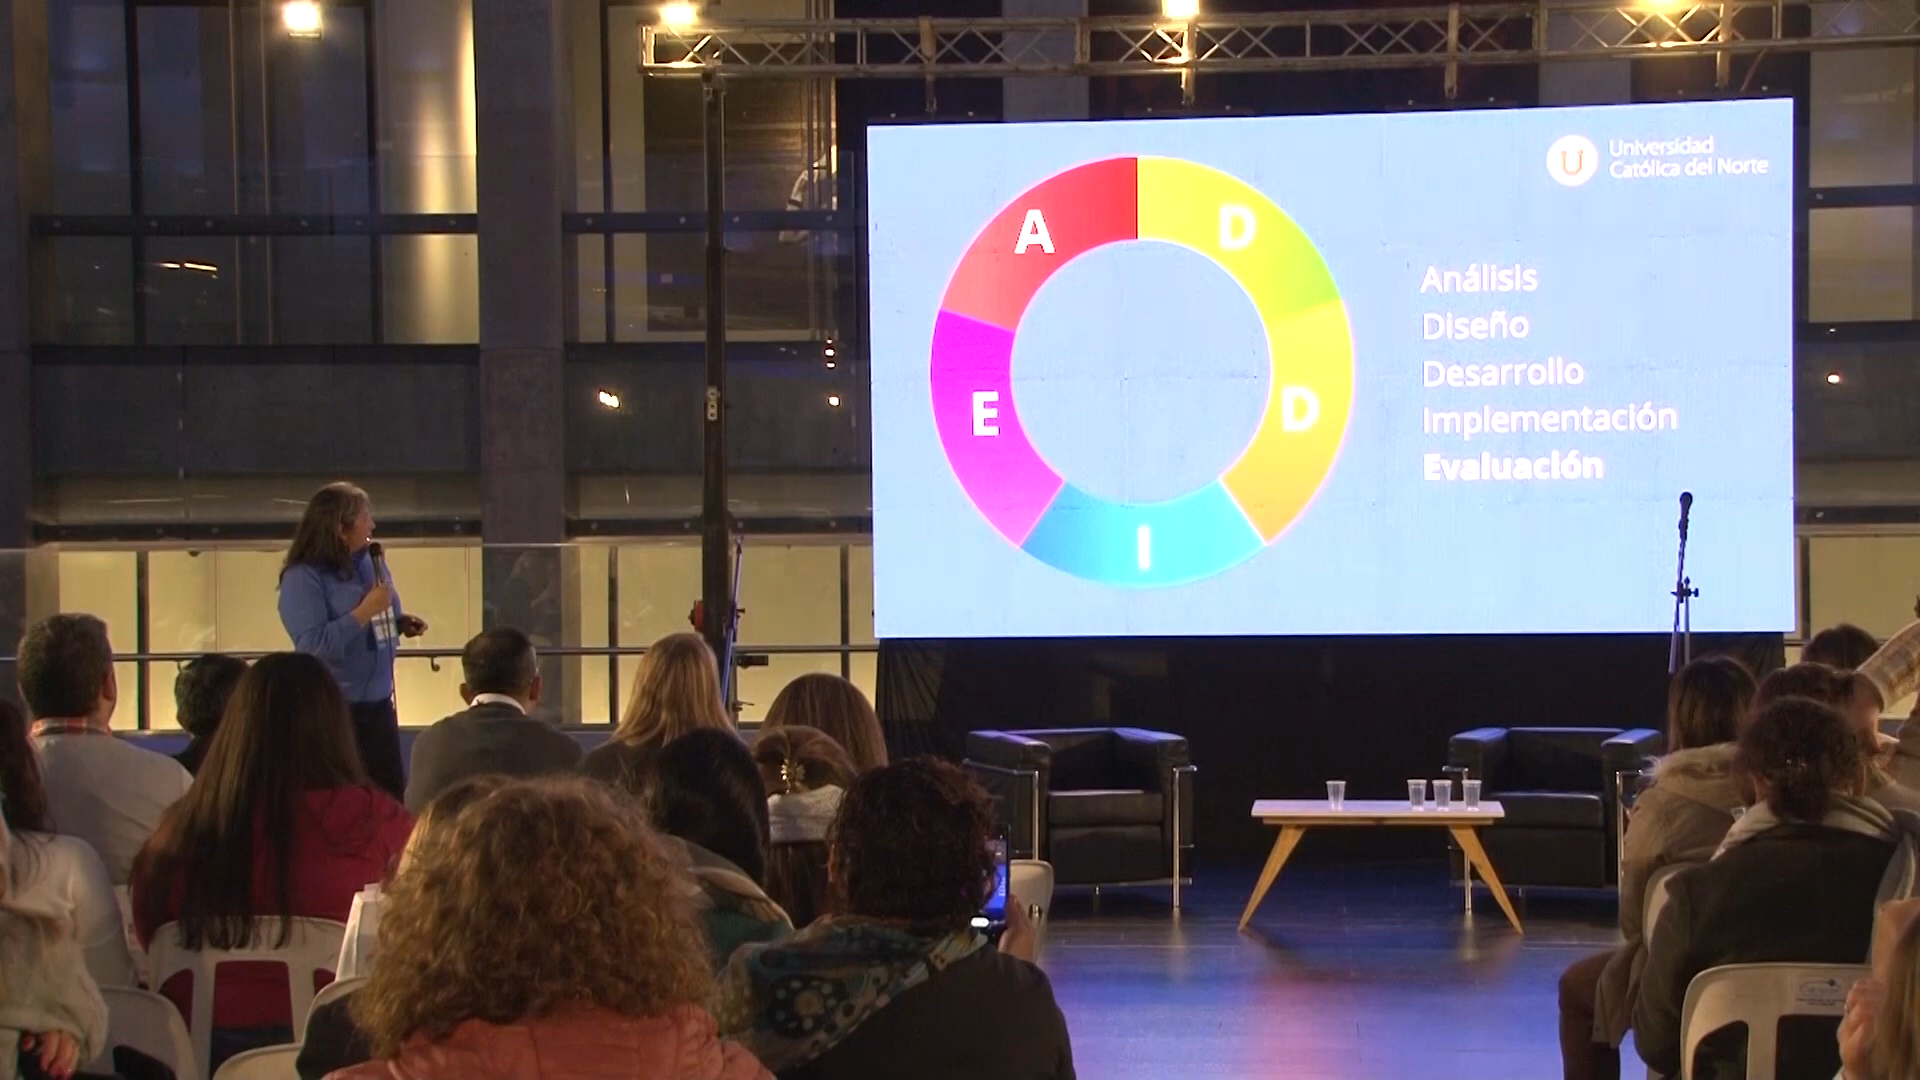 U
Universidad
Católica del Norte
A
D
D
I
E
Análisis
Diseño
Desarrollo
Implementación
Evaluación